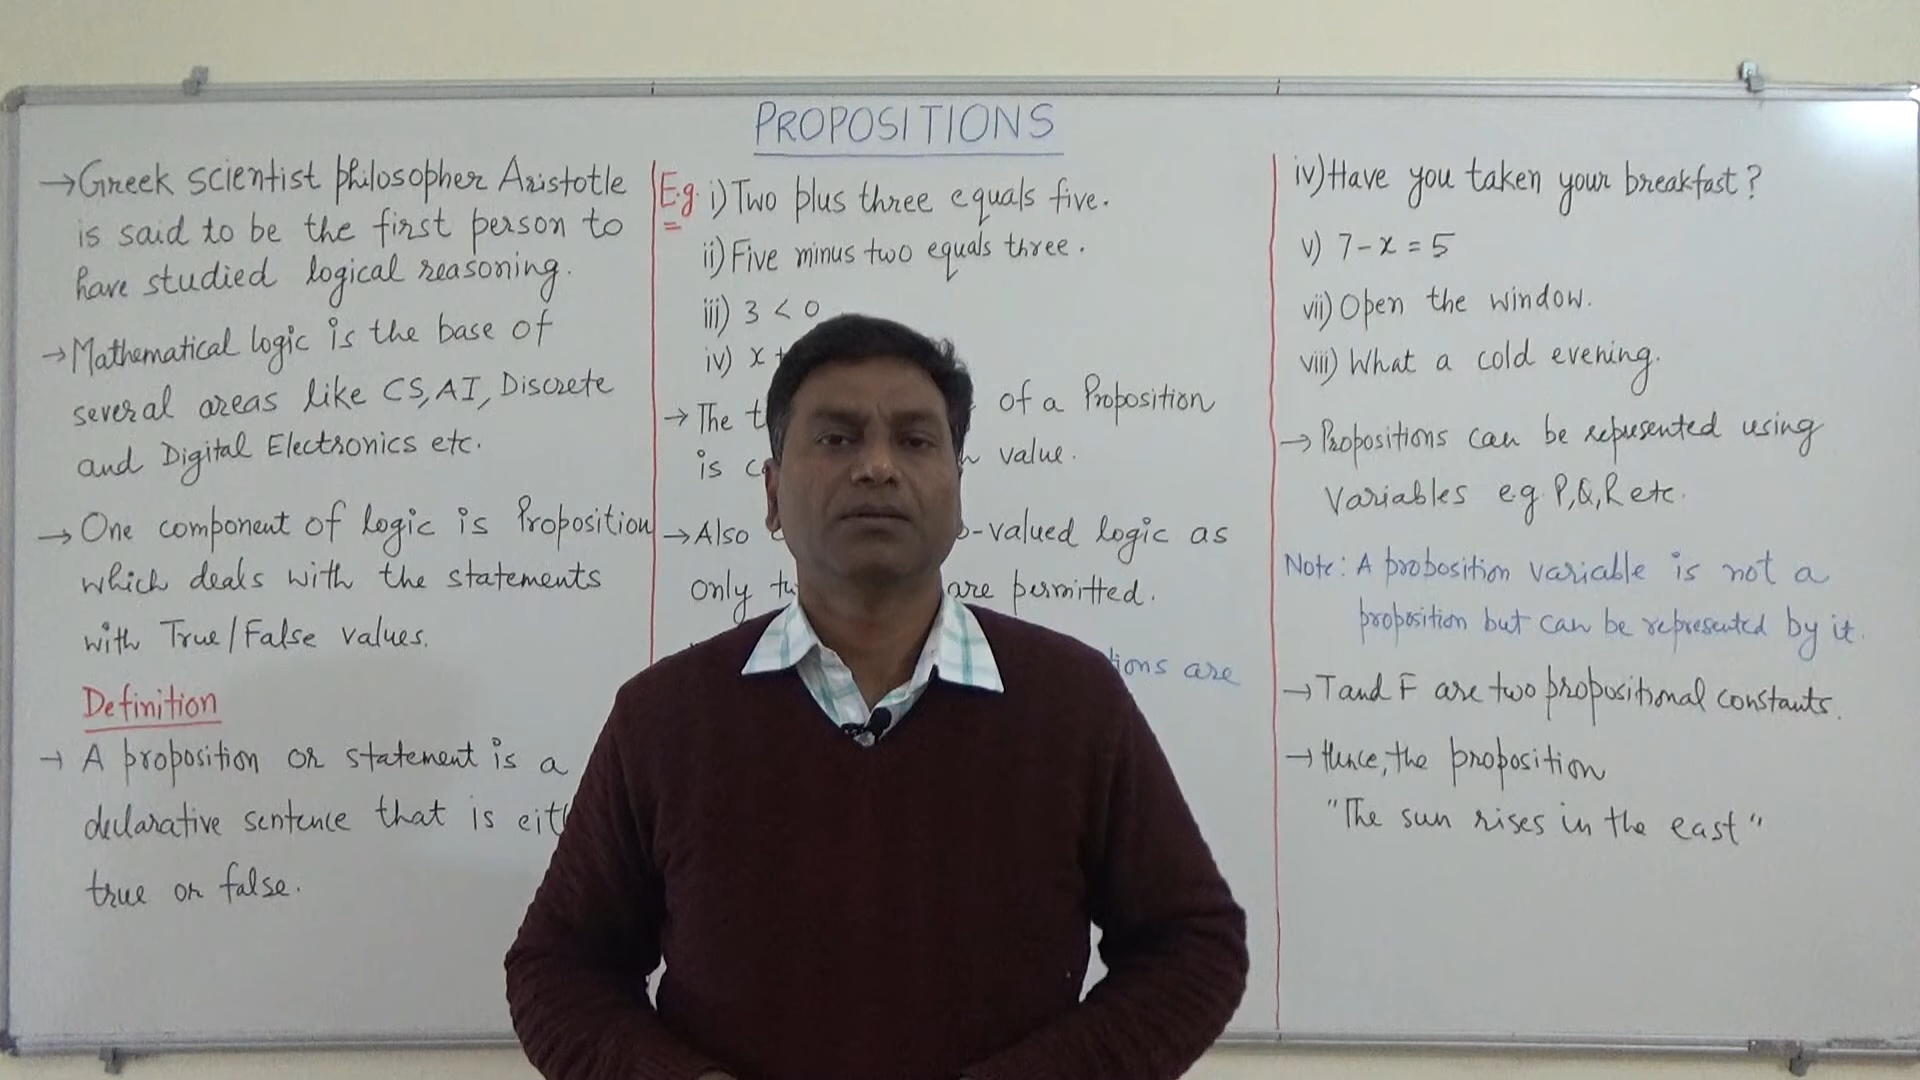 PROPOSITIONS
→Greek scientist philosopher Aristotle
is said to be the first person to
have studied logical reasoning.
→Mathematical logic is the base of
several areas like CS, AI, Discrete
and Digital Electronics etc.
→One component of logic is Proposition
which deals with the statements
with True/False values.
Definition
→ A proposition or statement is a
declarative sentence that is
true or false.
E.g. i) Two plus three equals five.
ii) Five minus two equals three.
iii) 3 < 0
iv) x +
→The of a Proposition
is value.
→Also -valued logic as
only are permitted.
are
iv) Have you taken your breakfast?
v) 7 - x = 5
vii) Open the window.
viii) What a cold evening.
→ Propositions can be repusented using
Variables e.g. P,Q,R etc.
Note: A proposition variable is not a
proposition but can be represented by it.
→ T and F are two propositional constants.
→ Hence, the proposition
"The sun rises in the east"